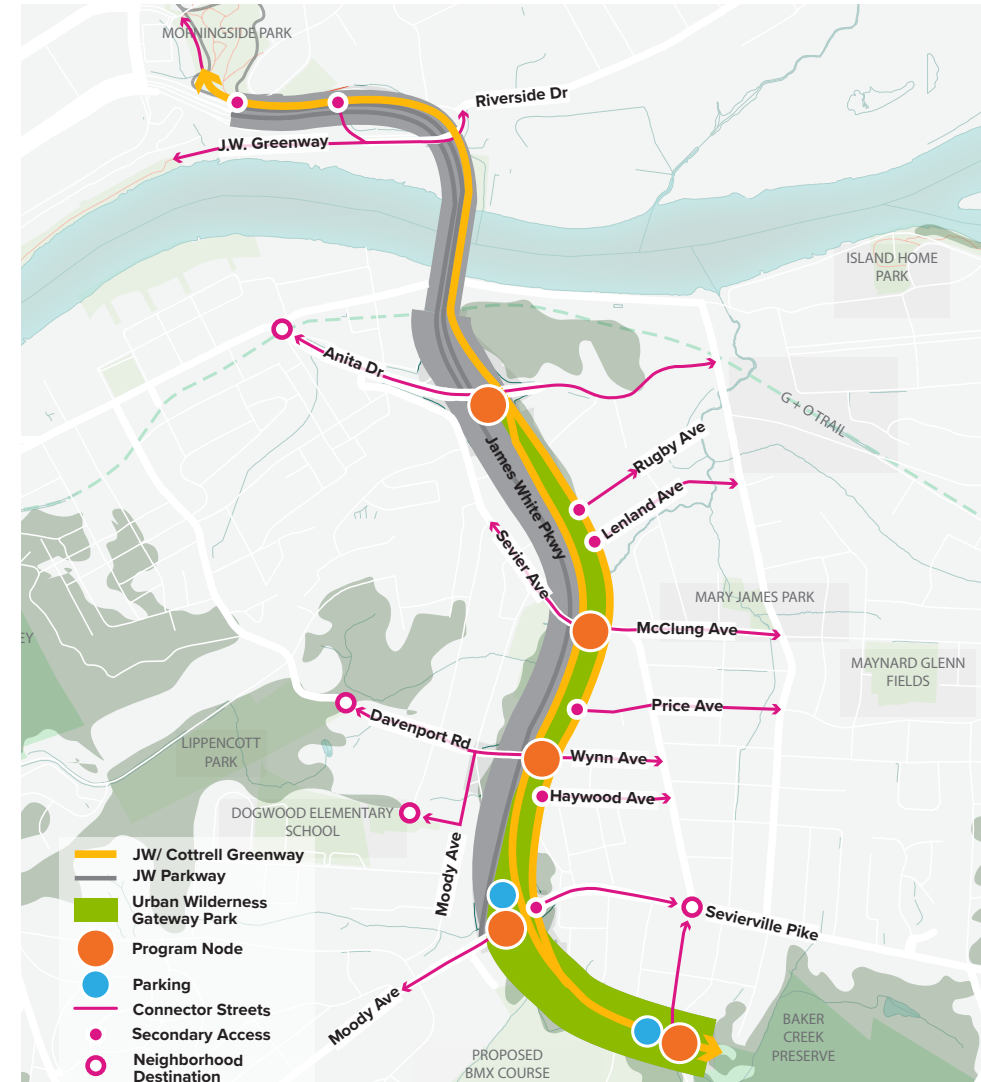 MORNINGSIDE PARK
Riverside Dr
J.W. Greenway
ISLAND HOME
PARK
Anita Dr
G + O TRAIL
James White Pkwy
Rugby Ave
Lenland Ave
Sevier Ave
MARY JAMES PARK
McClung Ave
EY
MAYNARD GLENN
FIELDS
Price Ave
Davenport Rd
LIPPENCOTT
PARK
Wynn Ave
Haywood Ave
DOGWOOD ELEMENTARY
SCHOOL
Moody Ave
Sevierville Pike
Moody Ave
BAKER
CREEK
PRESERVE
PROPOSED
BMX COURSE
JW/ Cottrell Greenway
JW Parkway
Urban Wilderness
Gateway Park
Program Node
Parking
Connector Streets
Secondary Access
Neighborhood
Destination